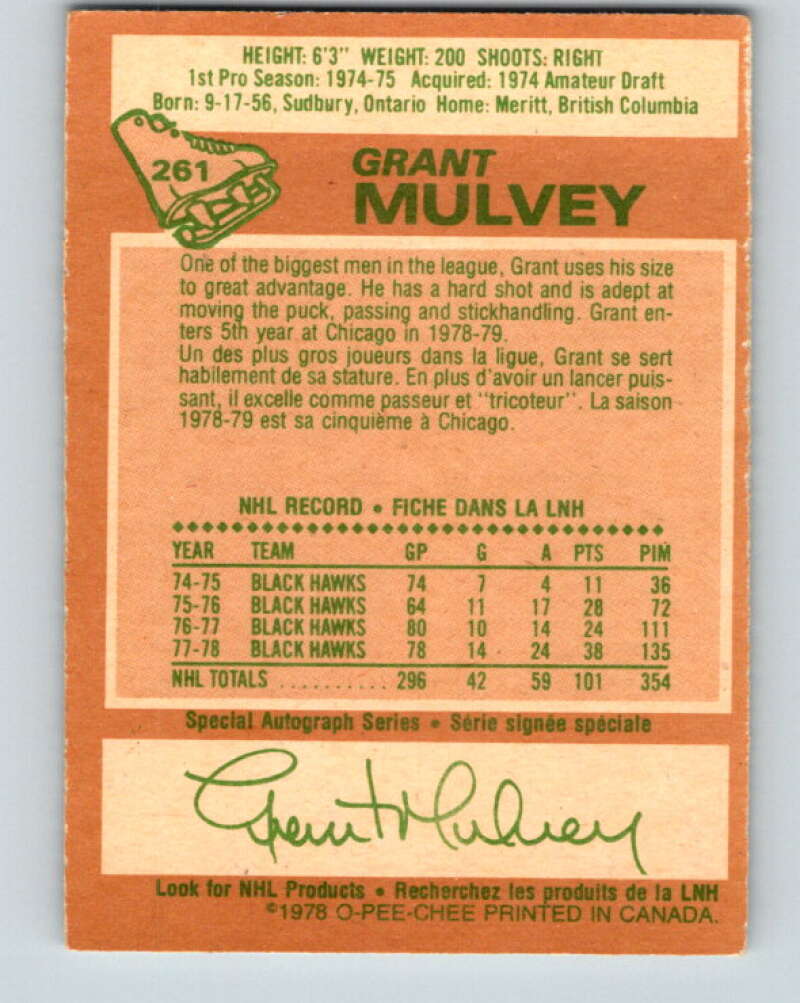 HEIGHT: 6'3" WEIGHT: 200 SHOOTS: RIGHT
1st Pro Season: 1974-75 Acquired: 1974 Amateur Draft
Born: 9-17-56, Sudbury, Ontario Home: Meritt, British Columbia
261
GRANT
MULVEY
One of the biggest men in the league, Grant uses his size
to great advantage. He has a hard shot and is adept at
moving the puck, passing and stickhandling. Grant en-
ters 5th year at Chicago in 1978-79.
Un des plus gros joueurs dans la ligue, Grant se sert
habilement de sa stature. En plus d'avoir un lancer puis-
sant, il excelle comme passeur et "tricoteur". La saison
1978-79 est sa cinquième à Chicago.
NHL RECORD • FICHE DANS LA LNH
YEAR TEAM GP G A PTS PIM
74-75 BLACK HAWKS 74 7 4 11 36
75-76 BLACK HAWKS 64 11 17 28 72
76-77 BLACK HAWKS 80 10 14 24 111
77-78 BLACK HAWKS 78 14 24 38 135
NHL TOTALS .......... 296 42 59 101 354
Special Autograph Series • Série signée spéciale
Grant Mulvey
Look for NHL Products • Recherchez les produits de la LNH
©1978 O-PEE-CHEE PRINTED IN CANADA.